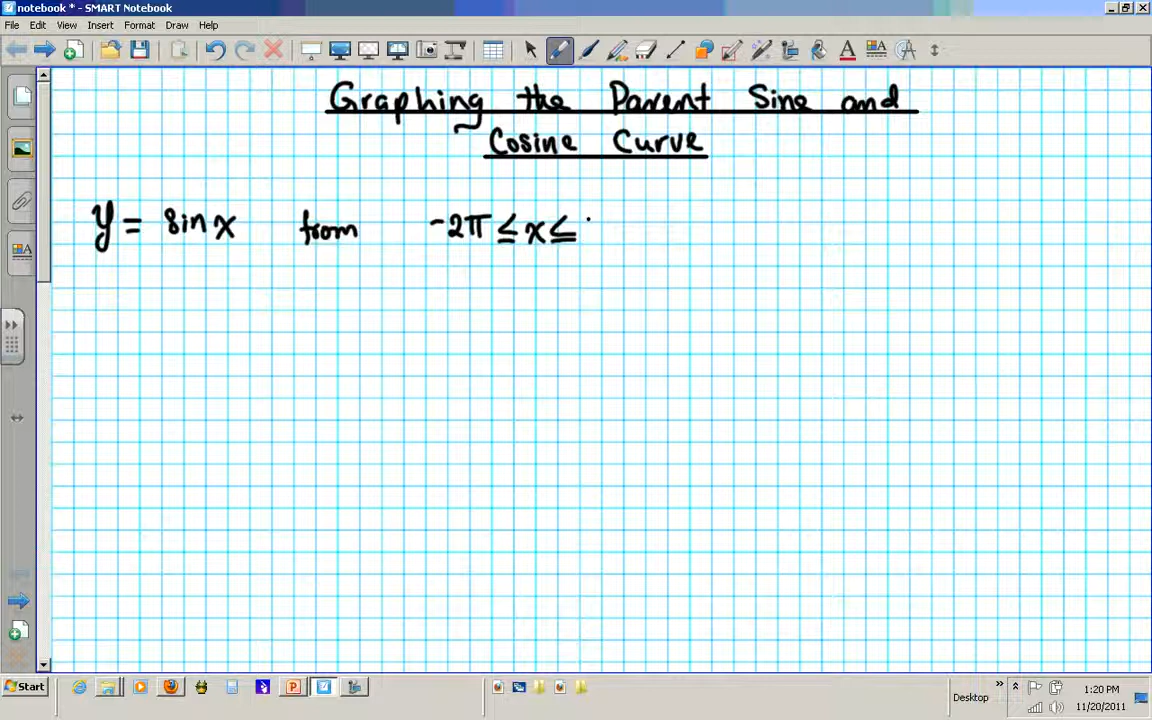 notebook * - SMART Notebook
File Edit View Insert Format Draw Help
Graphing the Parent Sine and
Cosine Curve
y = sin x from -2π ≤ x ≤
Start
Desktop
1:20 PM
11/20/2011